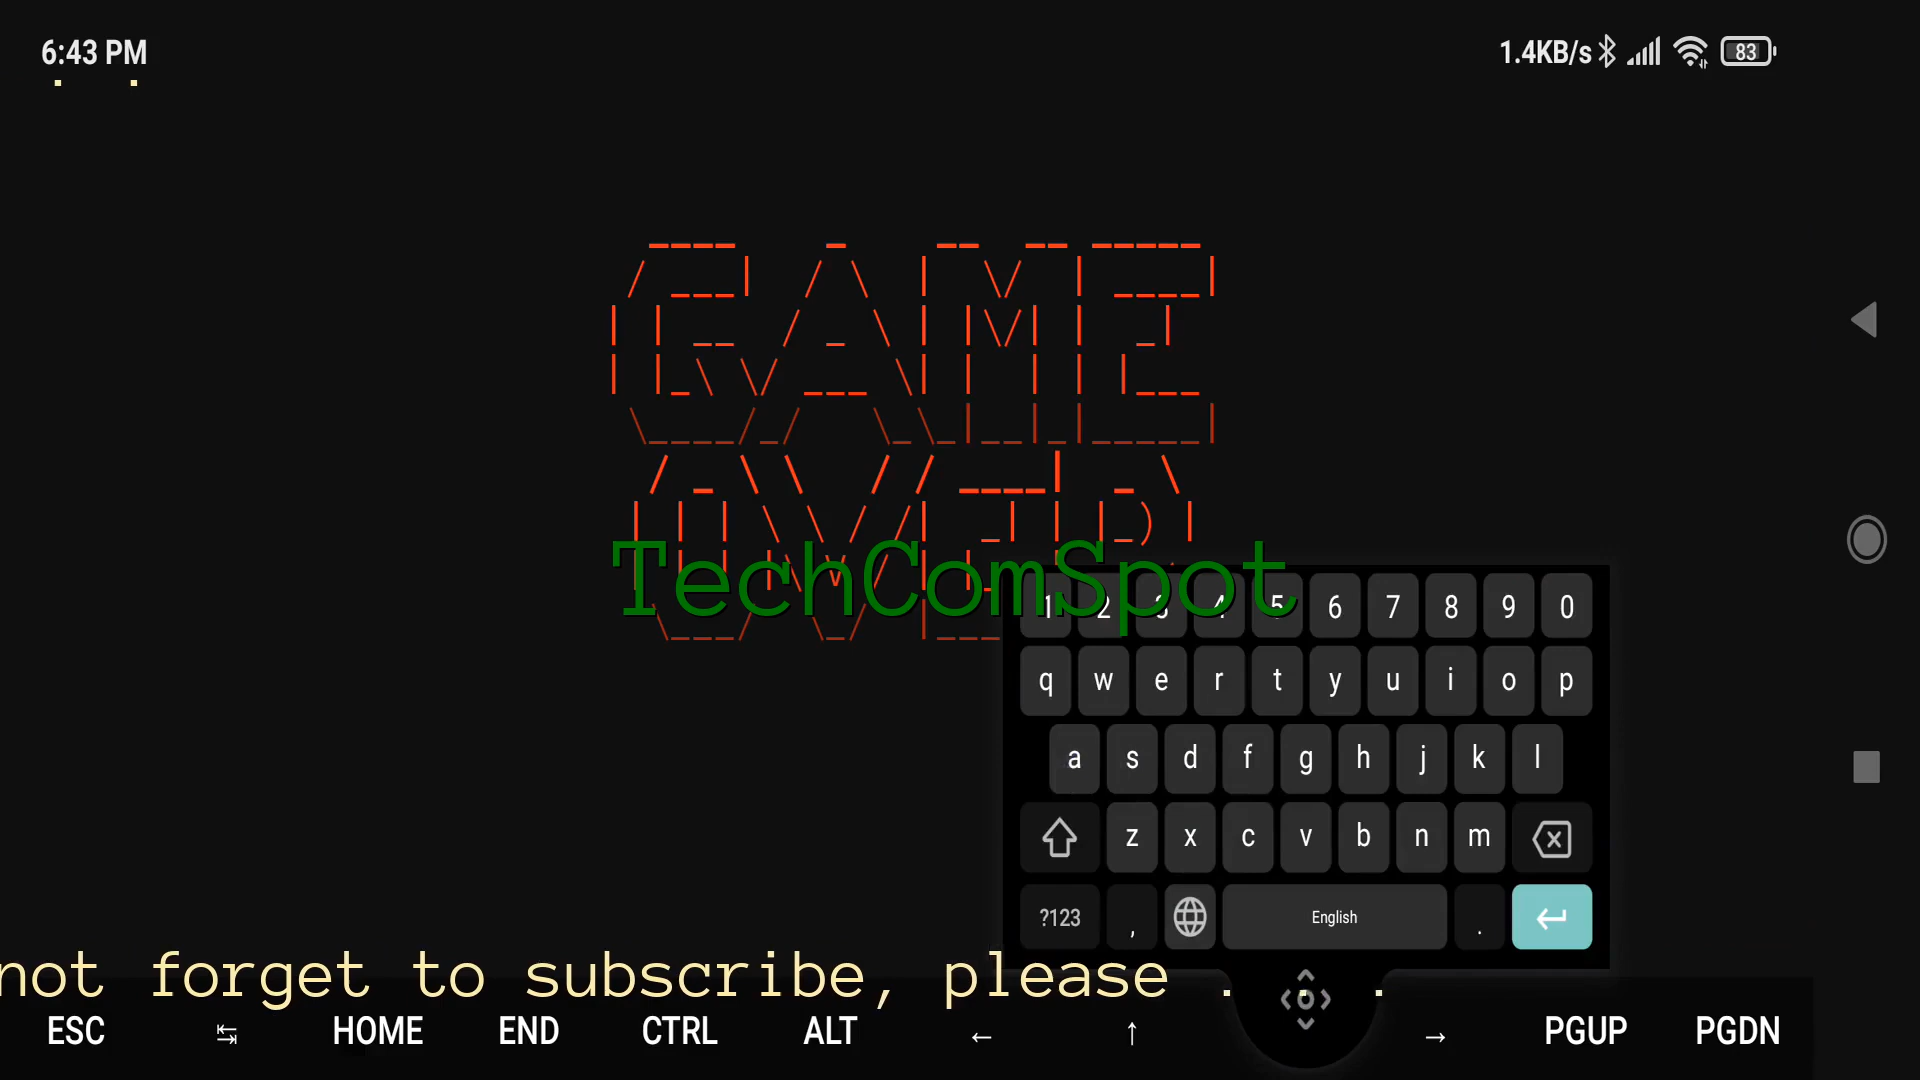 6:43 PM 1.4KB/s 83
GAME
OVER
TechComSpot
1 2 3 4 5 6 7 8 9 0
q w e r t y u i o p
a s d f g h j k l
z x c v b n m
?123 , English .
not forget to subscribe, please . . .
ESC ↹ HOME END CTRL ALT ← ↑ → PGUP PGDN